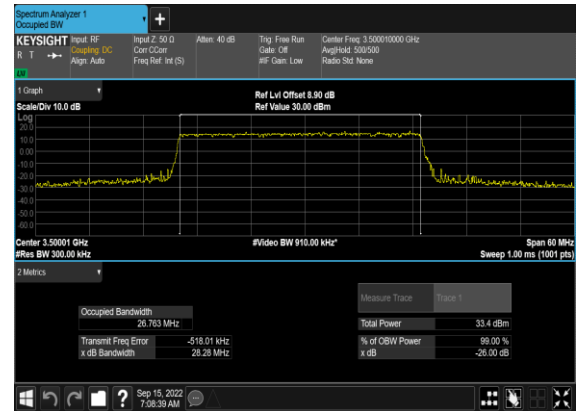 Spectrum Analyzer 1
Occupied BW
+
KEYSIGHT
R T
LW
Input: RF
Coupling: DC
Align: Auto
Input Z: 50 Ω
Corr CCorr
Freq Ref: Int (S)
Atten: 40 dB
Trig: Free Run
Gate: Off
#IF Gain: Low
Center Freq: 3.500010000 GHz
Avg|Hold: 500/500
Radio Std: None
1 Graph
Scale/Div 10.0 dB
Ref Lvl Offset 8.90 dB
Ref Value 30.00 dBm
Log
20.0
10.0
0.00
-10.0
-20.0
-30.0
-40.0
-50.0
-60.0
Center 3.50001 GHz
#Res BW 300.00 kHz
#Video BW 910.00 kHz*
Span 60 MHz
Sweep 1.00 ms (1001 pts)
2 Metrics
Measure Trace Trace 1
Occupied Bandwidth
26.763 MHz
Total Power 33.4 dBm
Transmit Freq Error -518.01 kHz
% of OBW Power 99.00 %
x dB Bandwidth 28.28 MHz
x dB -26.00 dB
?
Sep 15, 2022
7:08:39 AM